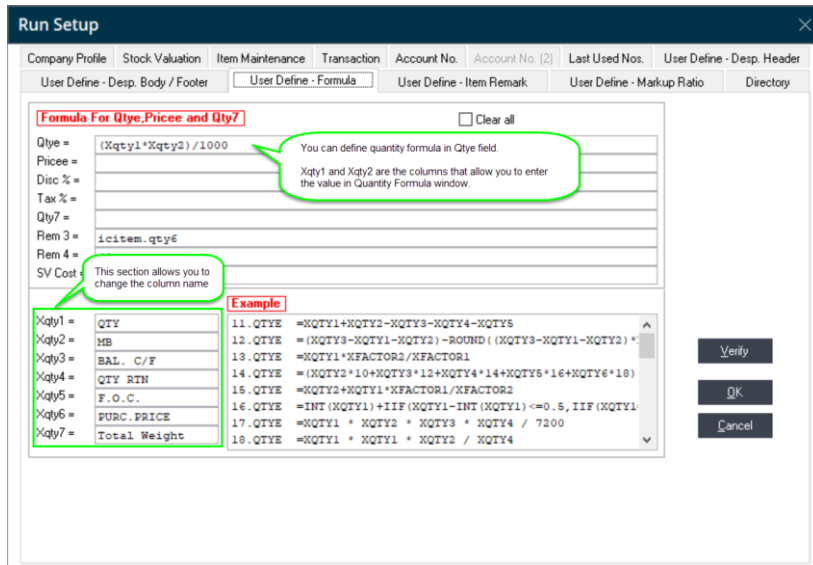 Run Setup
Company Profile Stock Valuation Item Maintenance Transaction Account No. Account No. (2) Last Used Nos. User Define - Desp. Header
User Define - Desp. Body / Footer User Define - Formula User Define - Item Remark User Define - Markup Ratio Directory
Formula For Qtye,Pricee and Qty7 Clear all
Qtye = (Xqty1*Xqty2)/1000
You can define quantity formula in Qtye field.
Pricee =
Xqty1 and Xqty2 are the columns that allow you to enter
Disc % =
the value in Quantity Formula window.
Tax % =
Qty7 =
Rem 3 = icitem.qty6
Rem 4 =
SV Cost
This section allows you to
change the column name
Example
Xqty1 = QTY
Xqty2 = MB
Xqty3 = BAL. C/F
Xqty4 = QTY RTN
Xqty5 = F.O.C.
Xqty6 = PURC.PRICE
Xqty7 = Total Weight
11.QTYE =XQTY1+XQTY2-XQTY3-XQTY4-XQTY5
12.QTYE =(XQTY3-XQTY1-XQTY2)-ROUND((XQTY3-XQTY1-XQTY2)*
13.QTYE =XQTY1*XFACTOR2/XFACTOR1
14.QTYE =(XQTY2*10+XQTY3*12+XQTY4*14+XQTY5*16+XQTY6*18)
15.QTYE =XQTY2+XQTY1*XFACTOR1/XFACTOR2
16.QTYE =INT(XQTY1)+IIF(XQTY1-INT(XQTY1)<=0.5,IIF(XQTY1
17.QTYE =XQTY1 * XQTY2 * XQTY3 * XQTY4 / 7200
18.QTYE =XQTY1 * XQTY1 * XQTY2 / XQTY4
Verify
OK
Cancel